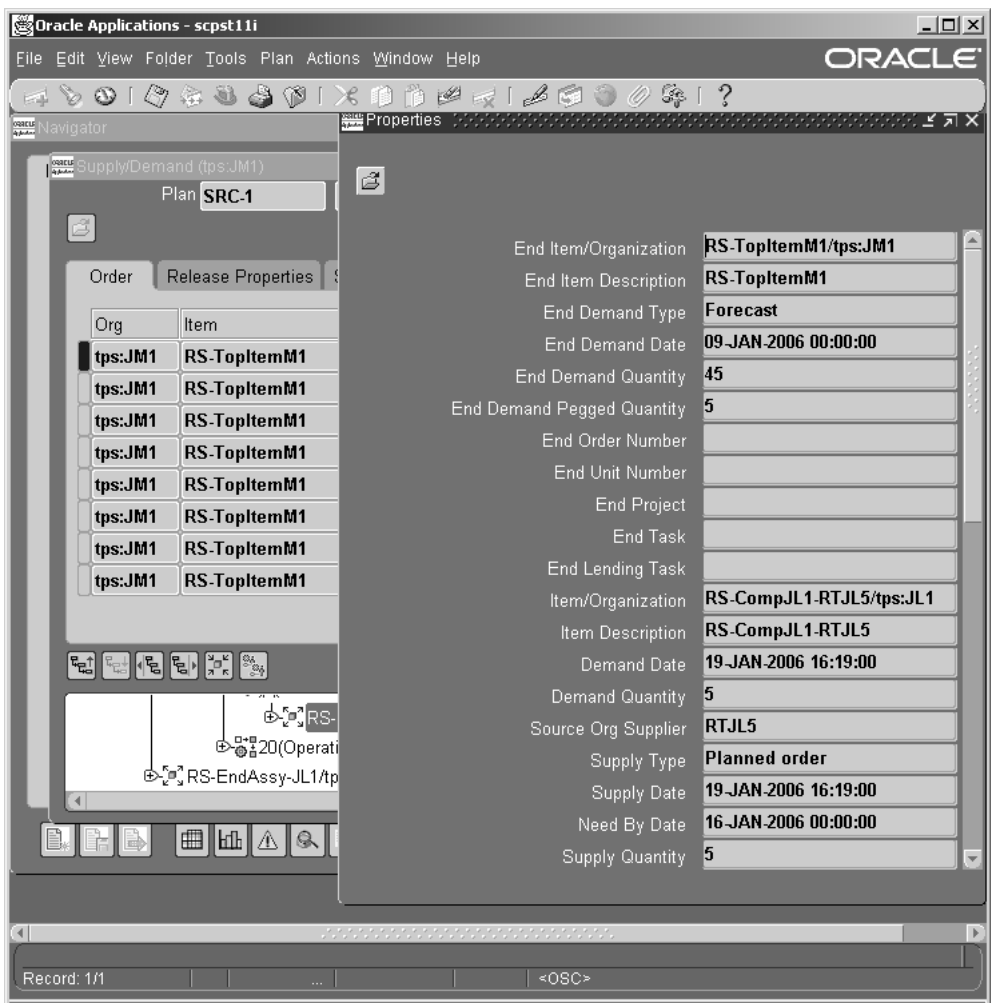 Oracle Applications - scpst11i
File Edit View Folder Tools Plan Actions Window Help
ORACLE
Navigator
Properties
Supply/Demand (tps:JM1)
Plan SRC-1
Order Release Properties
Org Item
tps:JM1 RS-TopItemM1
tps:JM1 RS-TopItemM1
tps:JM1 RS-TopItemM1
tps:JM1 RS-TopItemM1
tps:JM1 RS-TopItemM1
tps:JM1 RS-TopItemM1
tps:JM1 RS-TopItemM1
tps:JM1 RS-TopItemM1
RS-
20(Operati
RS-EndAssy-JL1/tp
End Item/Organization RS-TopItemM1/tps:JM1
End Item Description RS-TopItemM1
End Demand Type Forecast
End Demand Date 09-JAN-2006 00:00:00
End Demand Quantity 45
End Demand Pegged Quantity 5
End Order Number
End Unit Number
End Project
End Task
End Lending Task
Item/Organization RS-CompJL1-RTJL5/tps:JL1
Item Description RS-CompJL1-RTJL5
Demand Date 19-JAN-2006 16:19:00
Demand Quantity 5
Source Org Supplier RTJL5
Supply Type Planned order
Supply Date 19-JAN-2006 16:19:00
Need By Date 16-JAN-2006 00:00:00
Supply Quantity 5
Record: 1/1 ... <OSC>